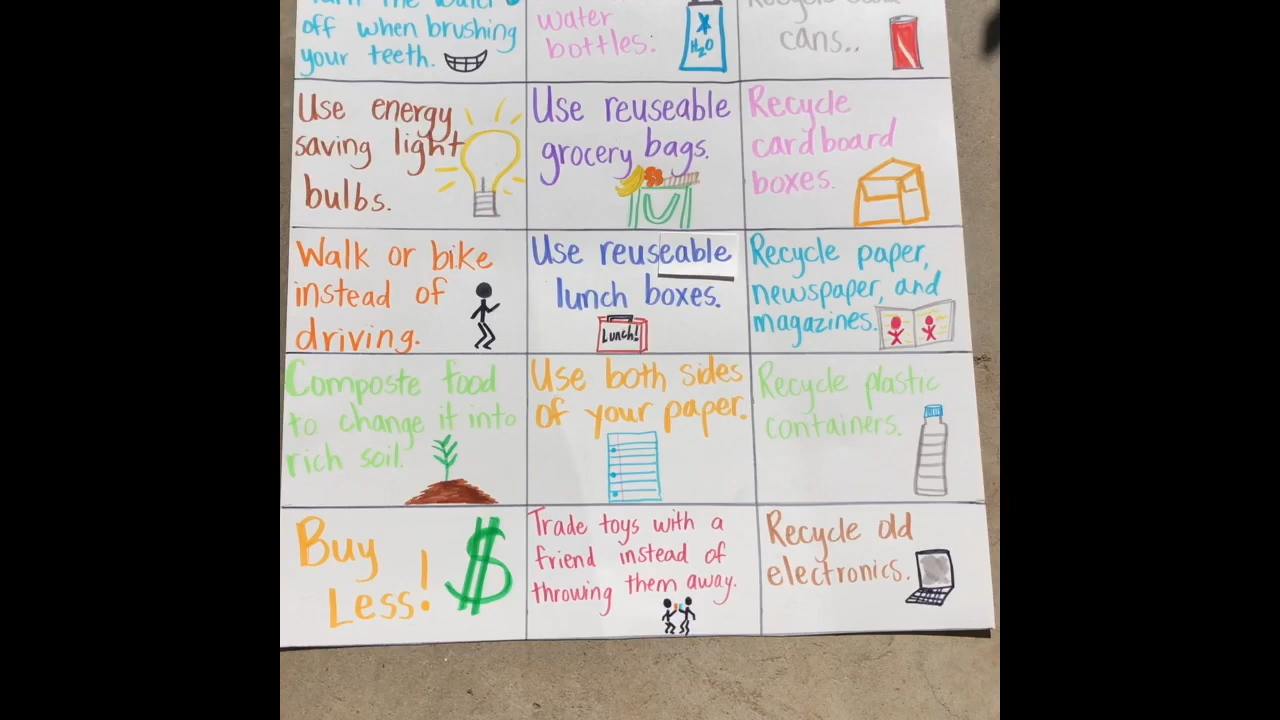 off when brushing
your teeth.
water
bottles.
H2O
cans..
Use energy
saving light
bulbs.
Use reuseable
grocery bags.
Recycle
cardboard
boxes.
Walk or bike
instead of
driving.
Use reuseable
lunch boxes.
Lunch!
Recycle paper,
newspaper, and
magazines.
Composte food
to change it into
rich soil.
Use both sides
of your paper.
Recycle plastic
containers.
Buy
Less!
$
Trade toys with a
friend instead of
throwing them away.
Recycle old
electronics.